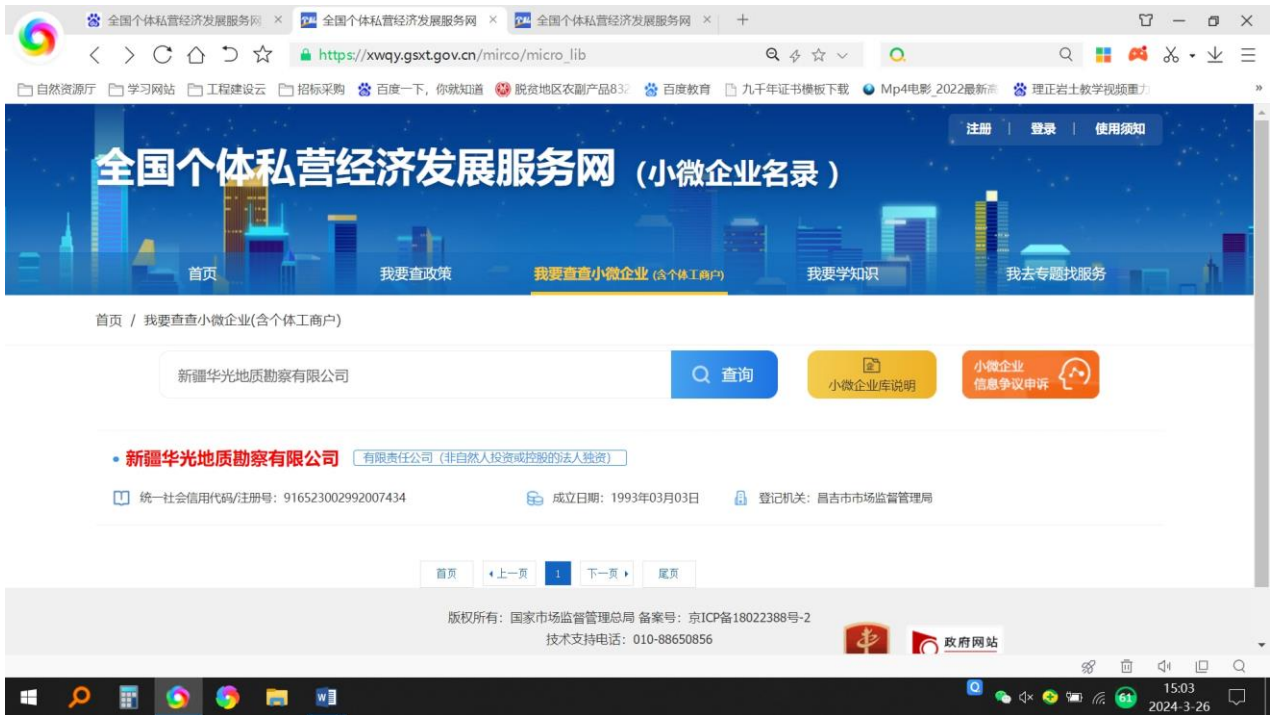 全国个体私营经济发展服务网 × 全国个体私营经济发展服务网 × 全国个体私营经济发展服务网 × +
https://xwqy.gsxt.gov.cn/mirco/micro_lib
自然资源厅 学习网站 工程建设云 招标采购 百度一下，你就知道 脱贫地区农副产品832 百度教育 九千年证书模板下载 Mp4电影_2022最新高 理正岩土教学视频重力 »
注册 | 登录 | 使用须知
全国个体私营经济发展服务网（小微企业名录）
首页 我要查政策 我要查查小微企业 (含个体工商户) 我要学知识 我去专题找服务
首页 / 我要查查小微企业(含个体工商户)
新疆华光地质勘察有限公司 查询 小微企业库说明 小微企业
信息争议申诉
新疆华光地质勘察有限公司 有限责任公司（非自然人投资或控股的法人独资）
统一社会信用代码/注册号：916523002992007434 成立日期：1993年03月03日 登记机关：昌吉市市场监督管理局
首页 上一页 1 下一页 尾页
版权所有：国家市场监督管理总局 备案号：京ICP备18022388号-2
技术支持电话：010-88650856
政府网站
61
15:03
2024-3-26